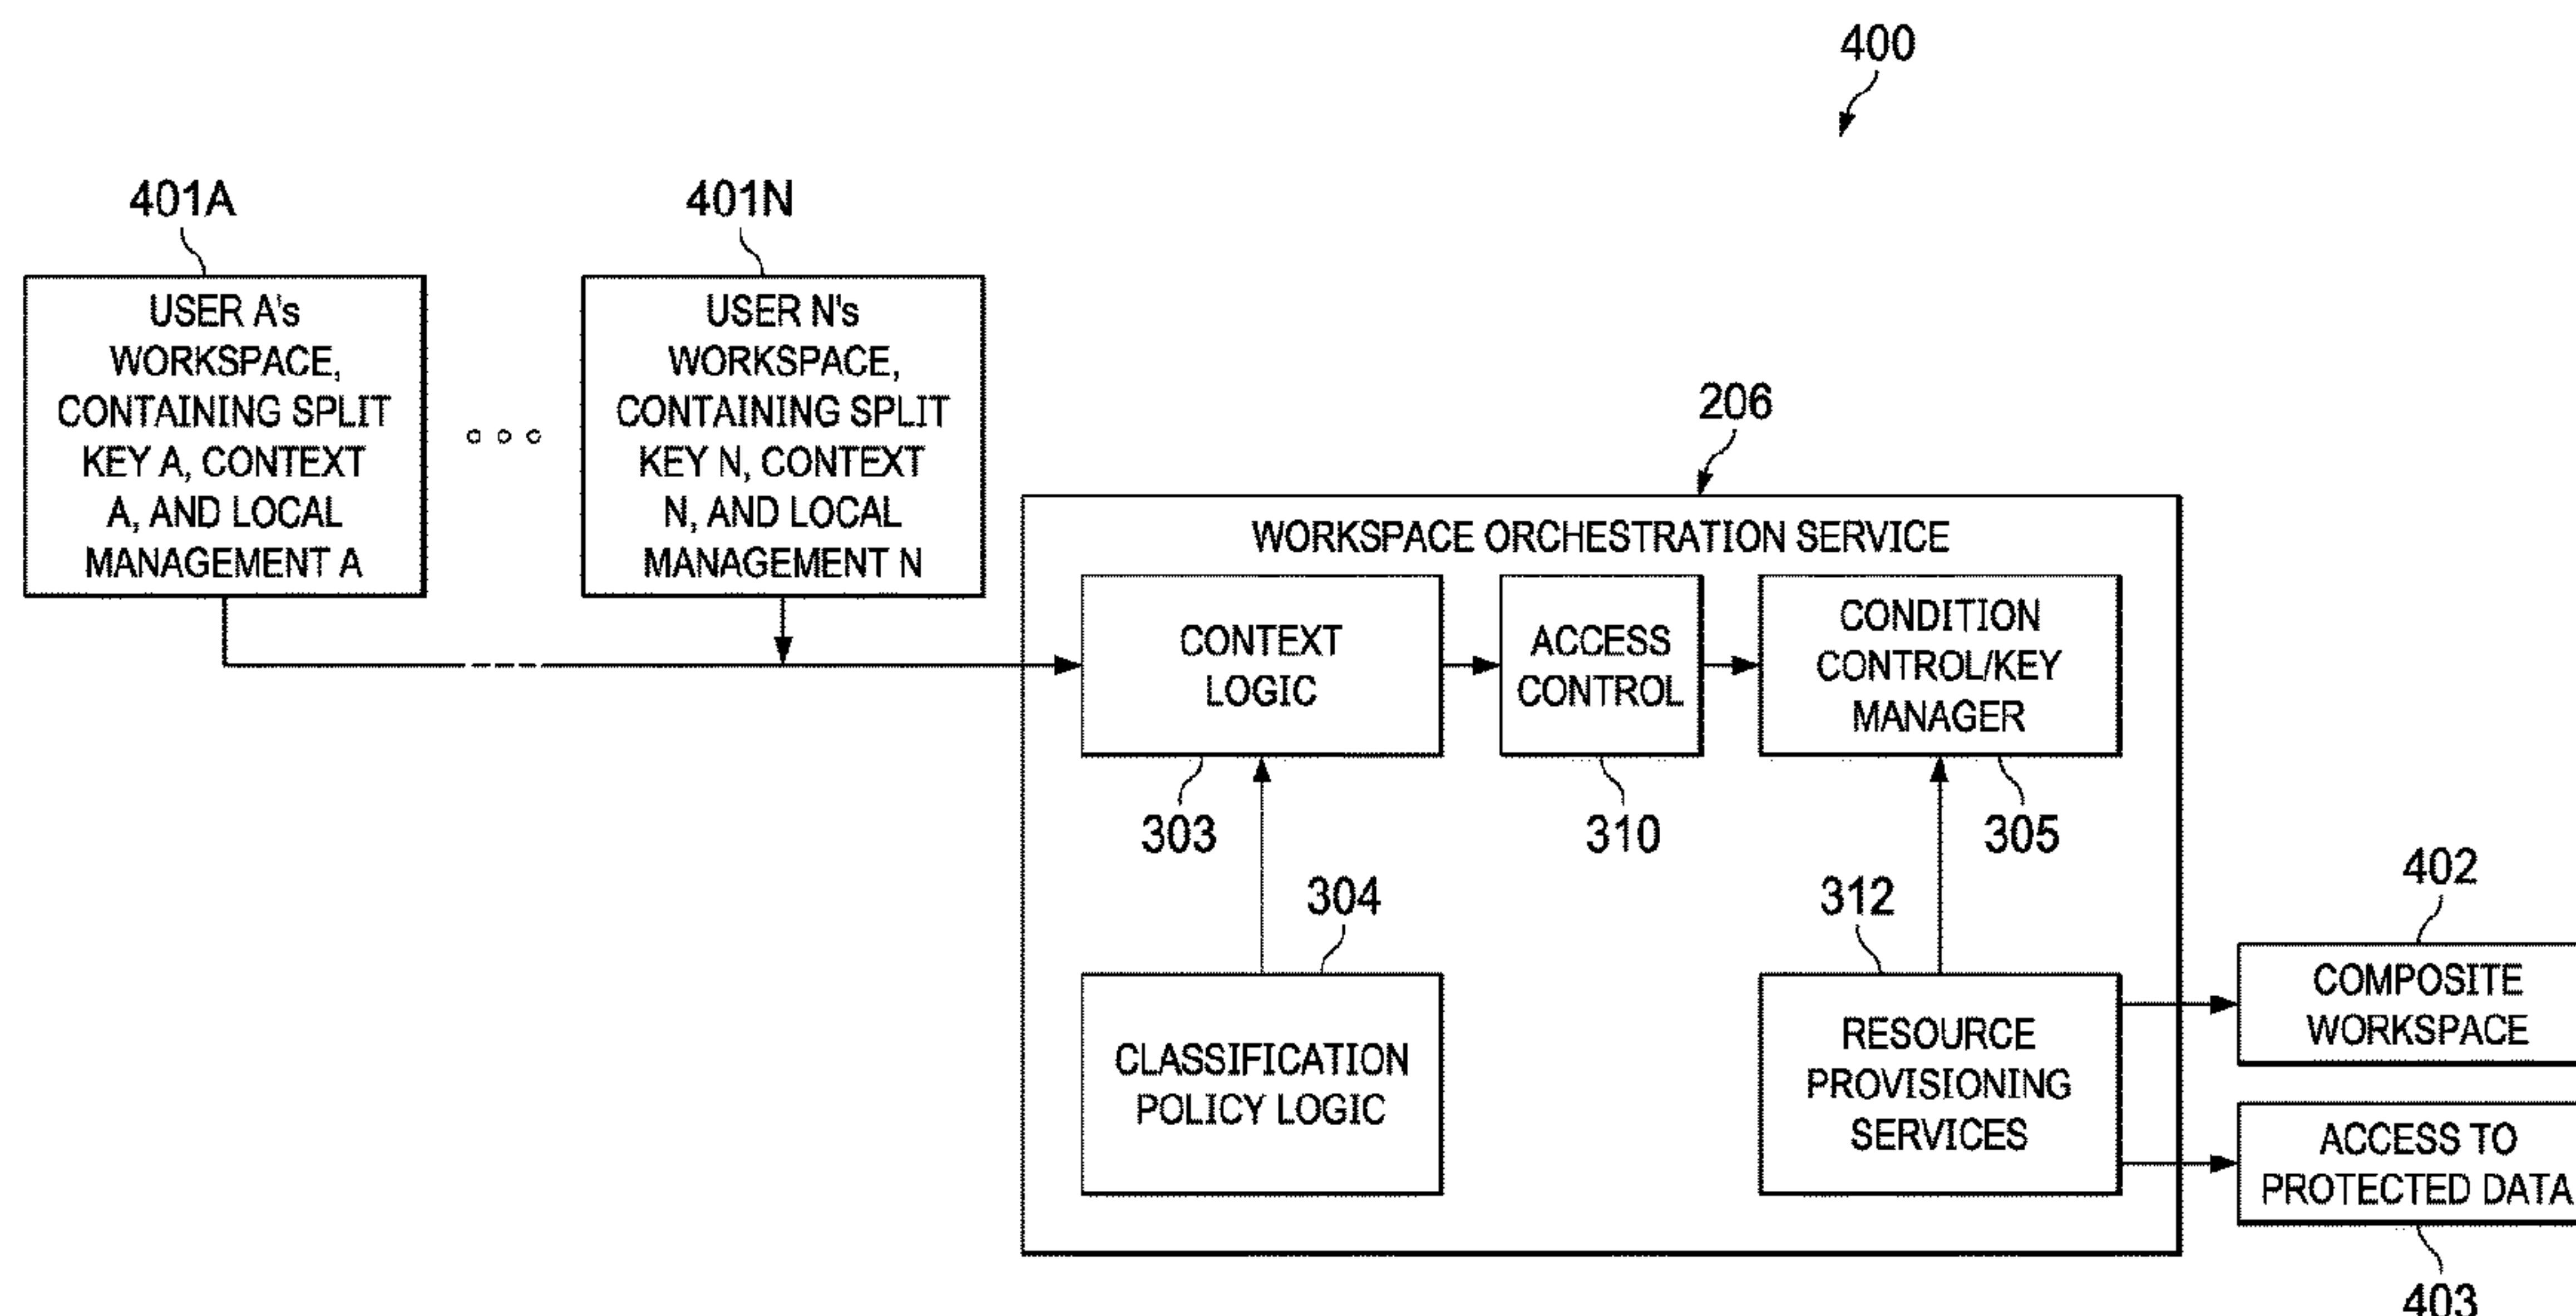 400
401A
401N
USER A's
WORKSPACE,
CONTAINING SPLIT
KEY A, CONTEXT
A, AND LOCAL
MANAGEMENT A
USER N's
WORKSPACE,
CONTAINING SPLIT
KEY N, CONTEXT
N, AND LOCAL
MANAGEMENT N
206
WORKSPACE ORCHESTRATION SERVICE
CONTEXT
LOGIC
ACCESS
CONTROL
CONDITION
CONTROL/KEY
MANAGER
303
310
305
304
312
402
CLASSIFICATION
POLICY LOGIC
RESOURCE
PROVISIONING
SERVICES
COMPOSITE
WORKSPACE
ACCESS TO
PROTECTED DATA
403